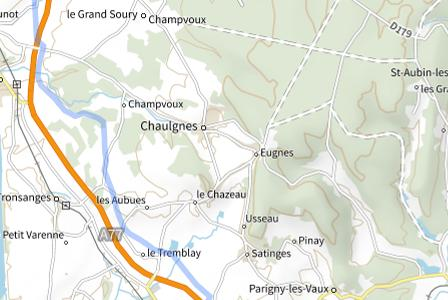 le Grand Soury
Champvoux
D179
St-Aubin-les
les Gr
Champvoux
Chaulgnes
Eugnes
ronsanges
les Aubues
le Chazeau
Usseau
A77
Petit Varenne
Pinay
le Tremblay
Satinges
Parigny-les-Vaux